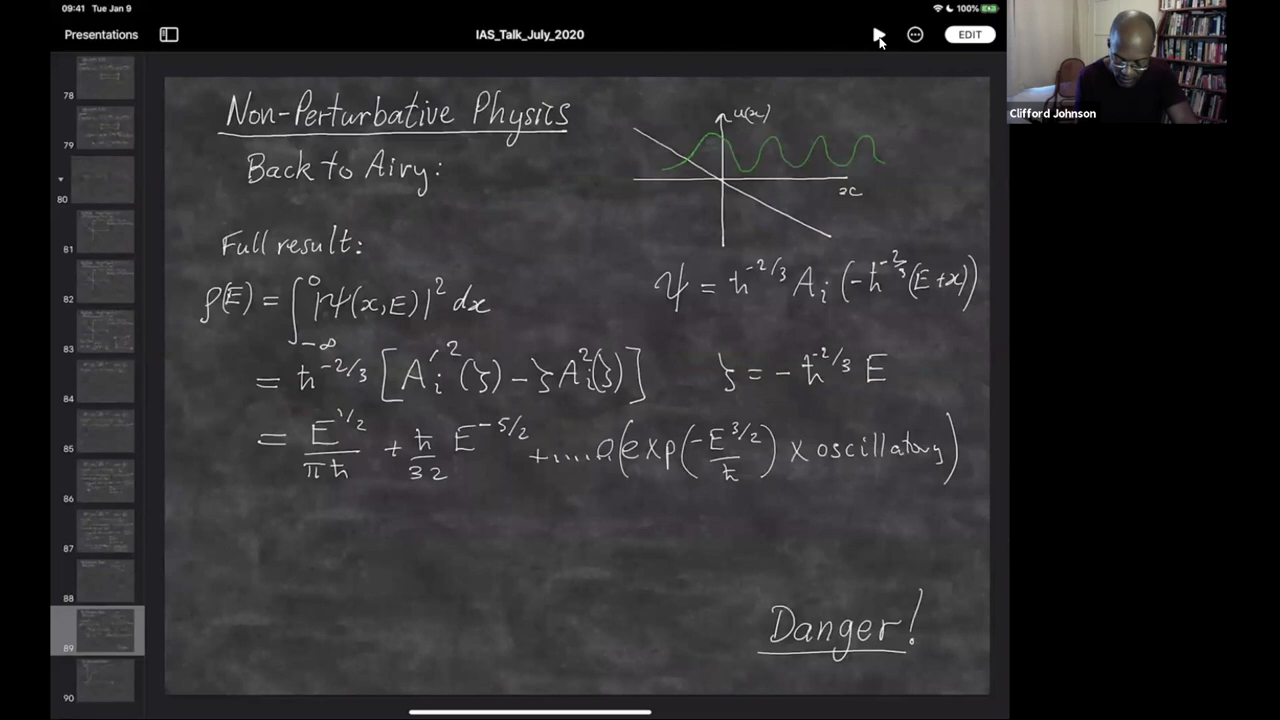 09:41 Tue Jan 9
100%
Presentations
IAS_Talk_July_2020
EDIT
Clifford Johnson
78
79
80
81
82
83
84
85
86
87
88
89
90
Non-Perturbative Physics
Back to Airy:
u(x)
x
Full result:
ψ = ħ^{-2/3} Ai (-ħ^{-2/3}(E+x))
ρ(E) = ∫_{-∞}^{0} |ψ(x,E)|² dx
= ħ^{-2/3} [Ai'²(ζ) - ζAi²(ζ)]
ζ = -ħ^{-2/3} E
= E^{1/2}/πħ + ħ/32 E^{-5/2} +.... (exp(-E^{3/2}/ħ) x oscillatory)
Danger!